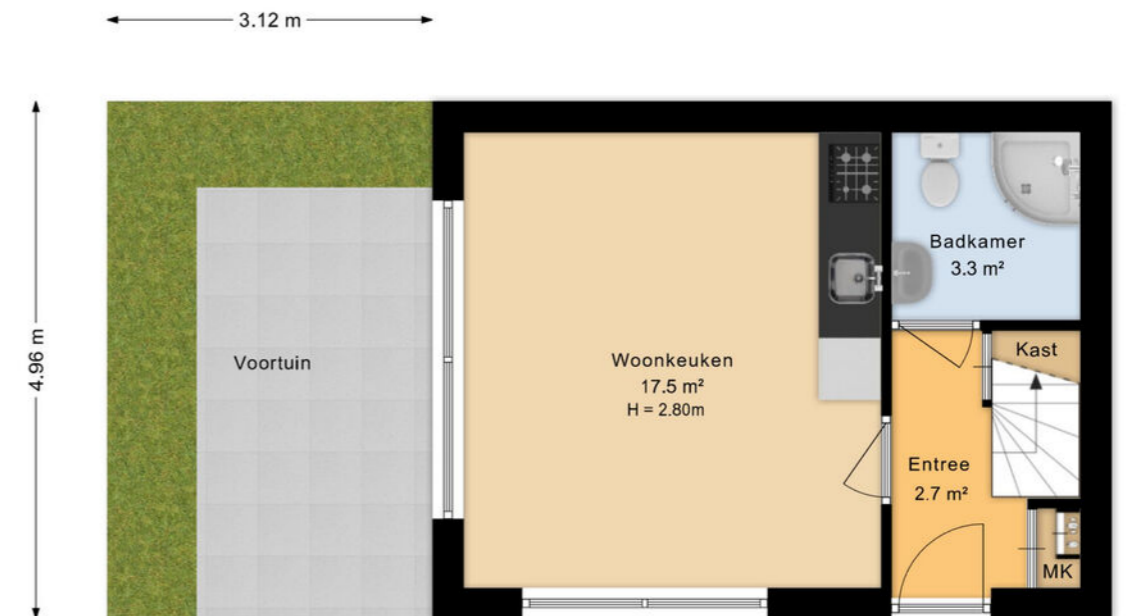 3.12 m
4.96 m
Voortuin
Woonkeuken
17.5 m²
H = 2.80m
Badkamer
3.3 m²
Kast
Entree
2.7 m²
MK